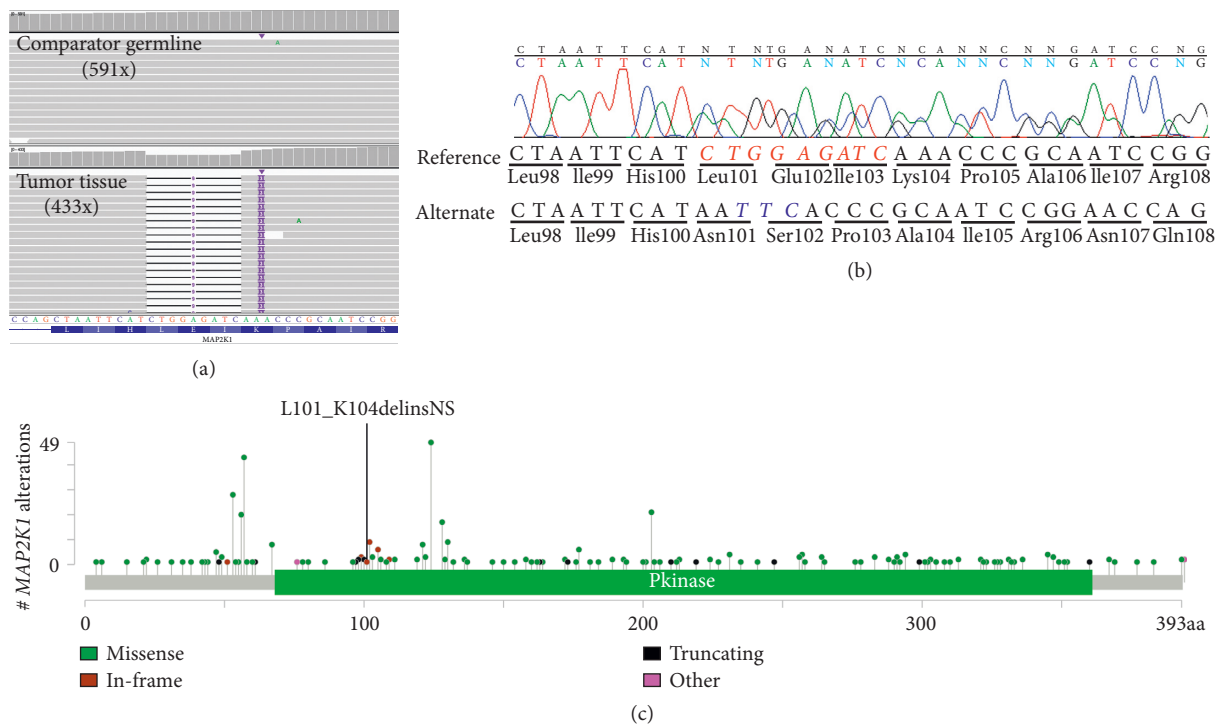 Comparator germline
(591x)
A
Tumor tissue
(433x)
A
C C A G C T A A T T C A T C T G G A G A T C A A A C C C G C A A T C C G G
L I H L E I K P A I R
MAP2K1
(a)
C T A A T T C A T N T N T G A N A T C N C A N N C N N G A T C C N G
C T A A T T C A T N T N T G A N A T C N C A N N C N N G A T C C N G
Reference C T A A T T C A T C T G G A G A T C A A A C C C G C A A T C C G G
Leu98 Ile99 His100 Leu101 Glu102 Ile103 Lys104 Pro105 Ala106 Ile107 Arg108
Alternate C T A A T T C A T A A T T C A C C C G C A A T C C G G A A C C A G
Leu98 Ile99 His100 Asn101 Ser102 Pro103 Ala104 Ile105 Arg106 Asn107 Gln108
(b)
L101_K104delinsNS
# MAP2K1 alterations
49
0
Pkinase
0 100 200 300 393aa
Missense
Truncating
In-frame
Other
(c)